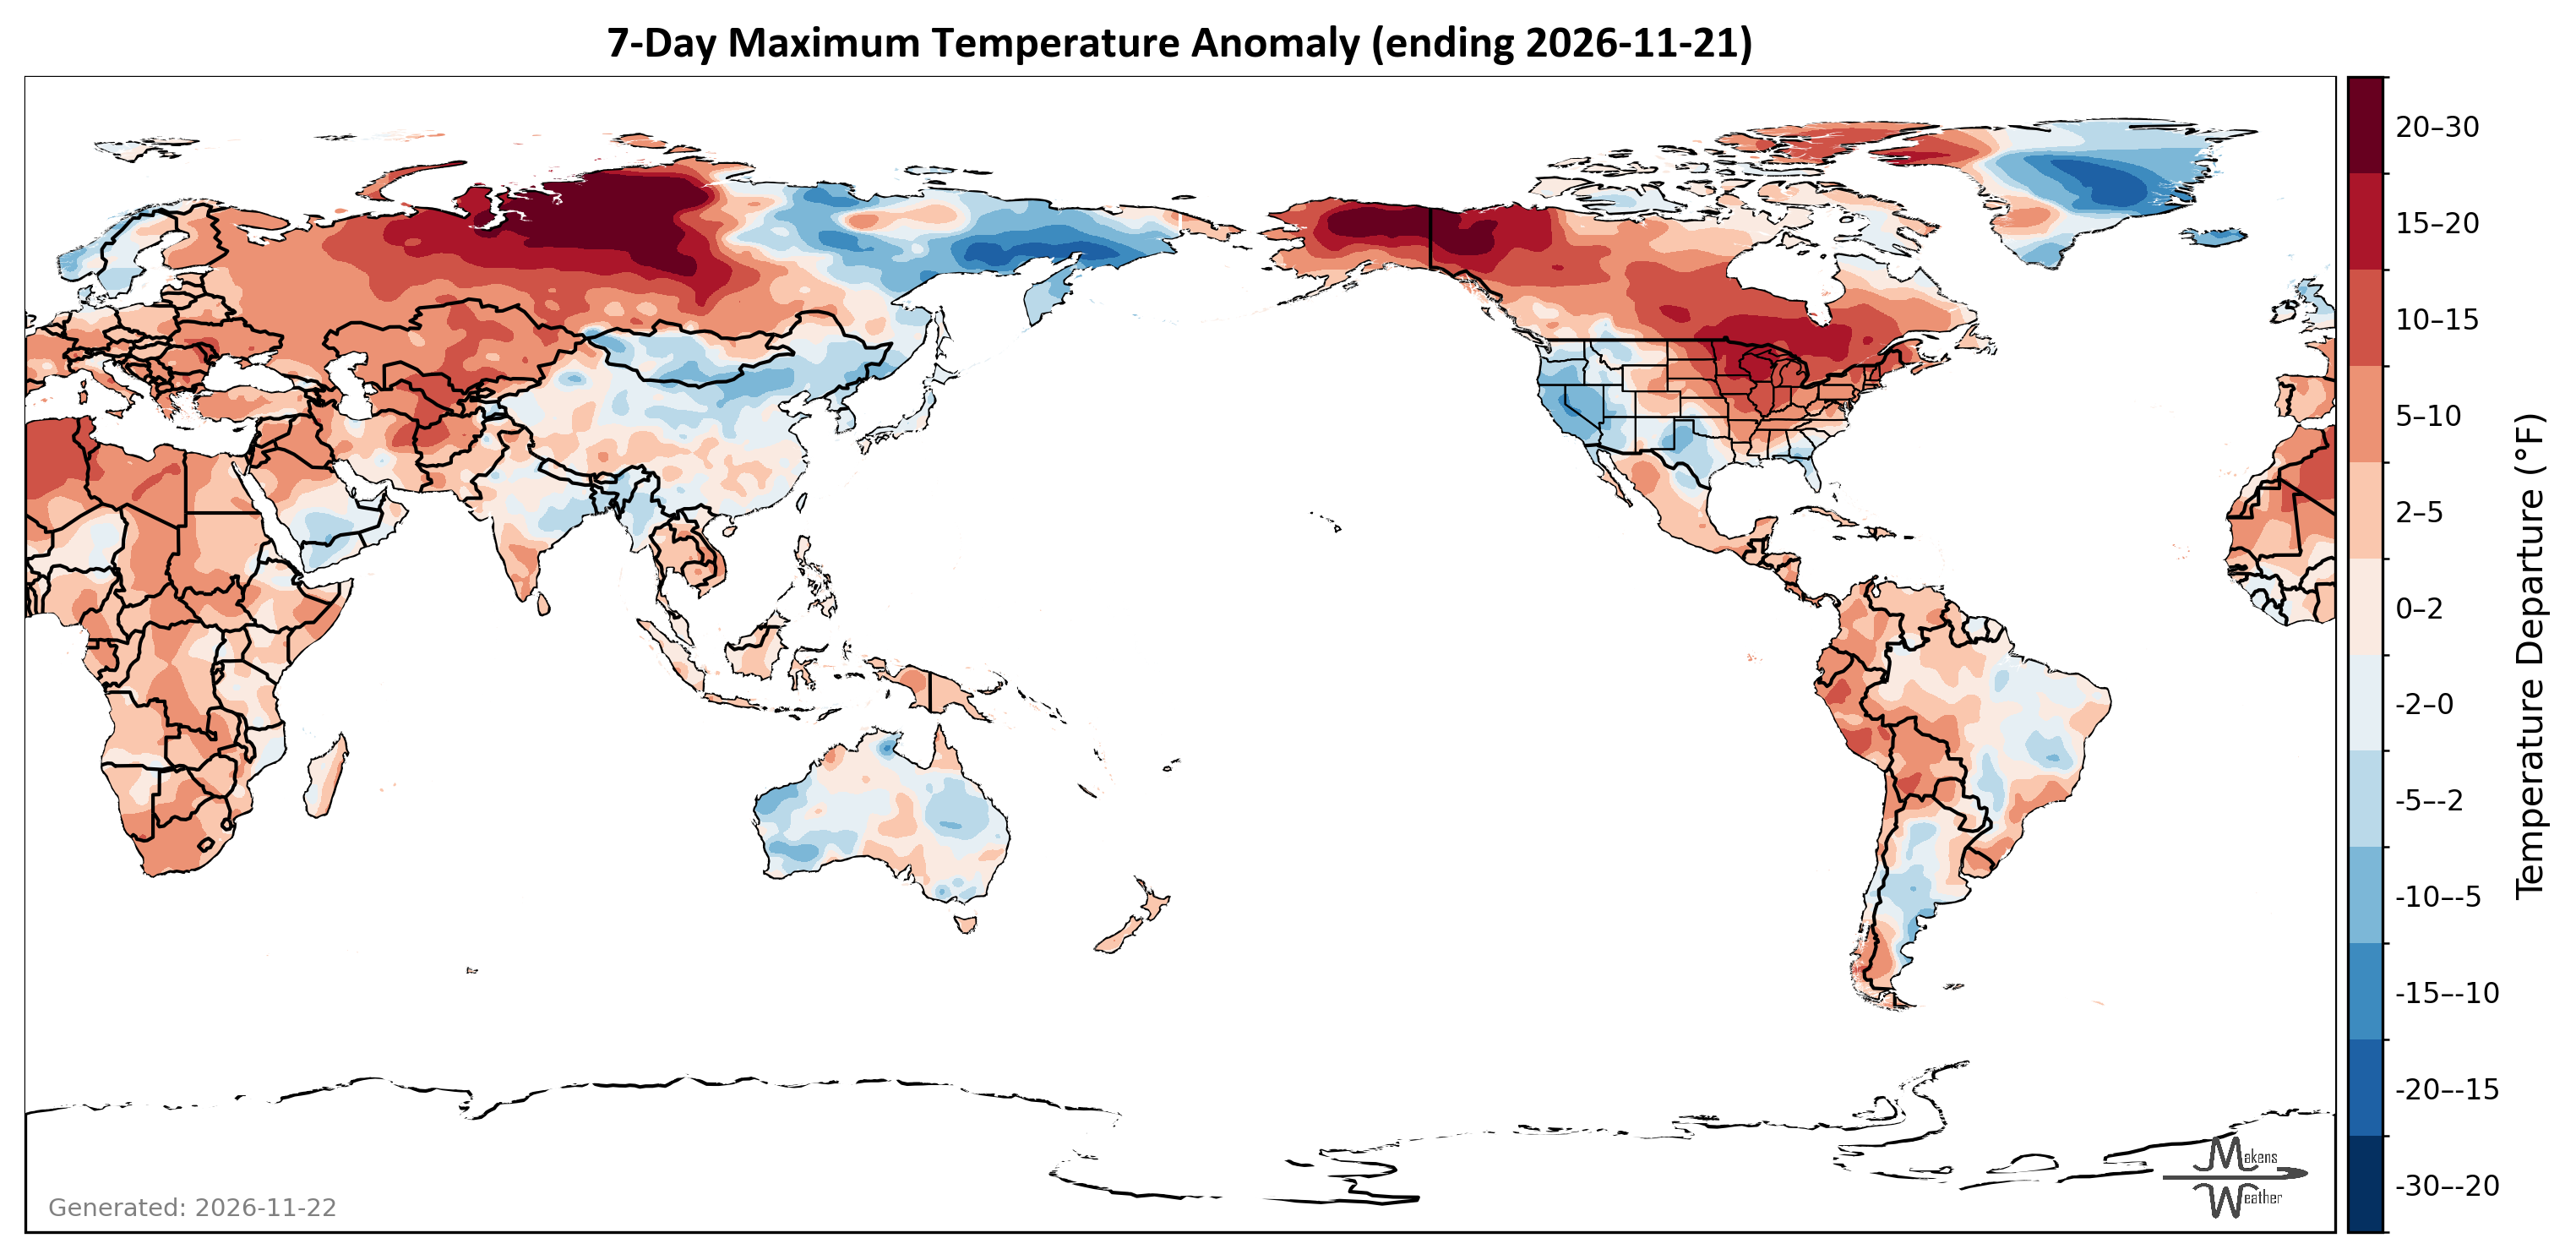 7-Day Maximum Temperature Anomaly (ending 2026-11-21)
20–30
15–20
10–15
5–10
2–5
0–2
-2–0
-5–-2
-10–-5
-15–-10
-20–-15
-30–-20
Temperature Departure (°F)
Makens
Weather
Generated: 2026-11-22